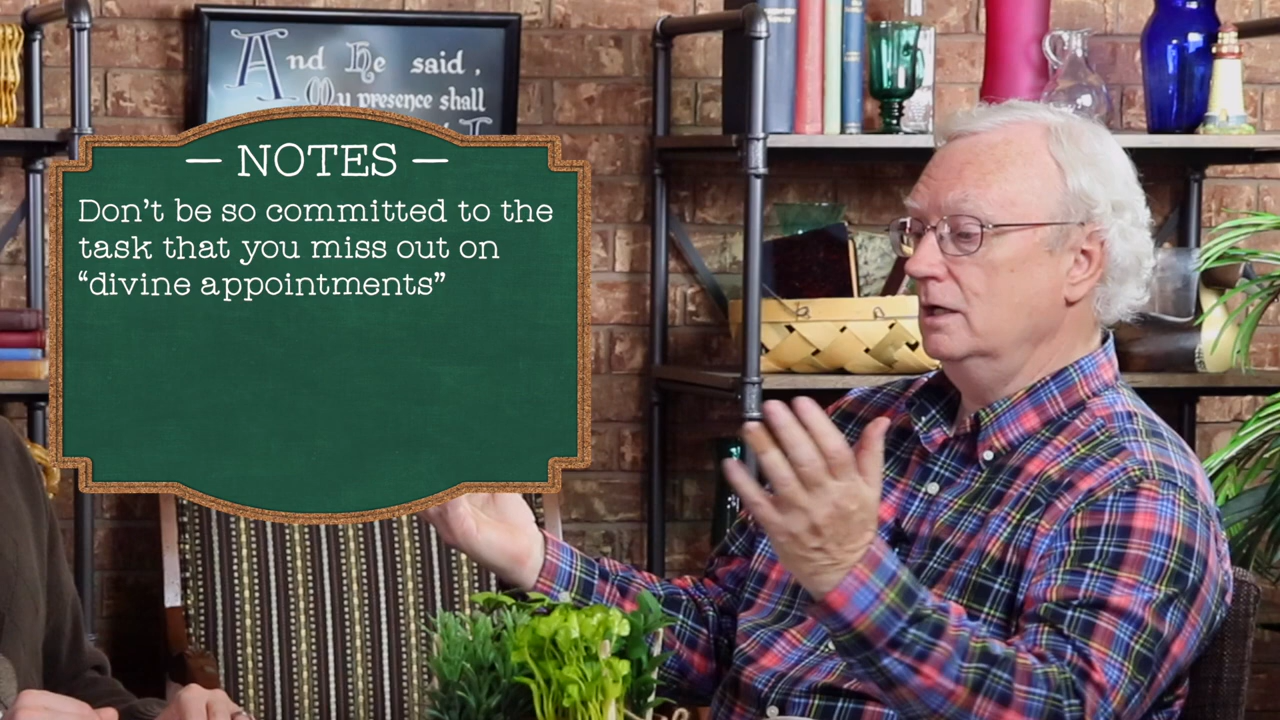 And He said,
My presence shall
— NOTES —
Don't be so committed to the
task that you miss out on
“divine appointments”